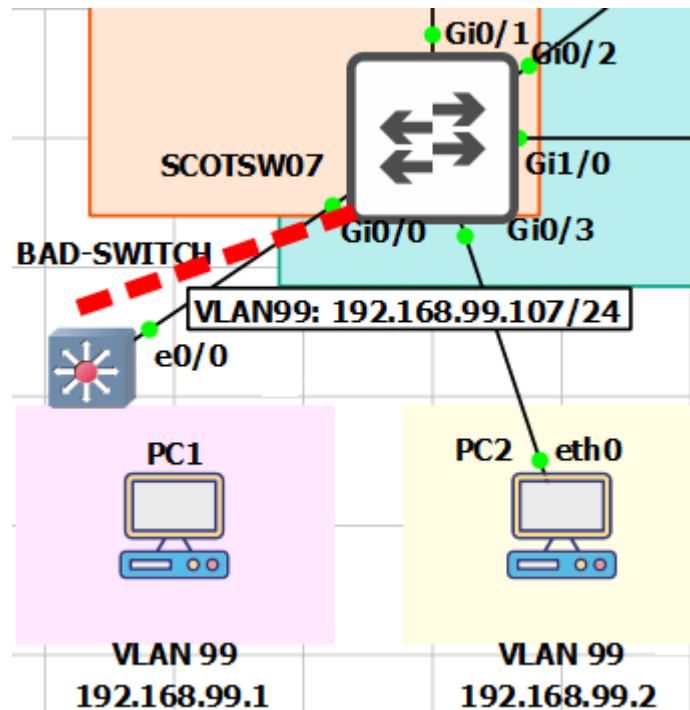 Gi0/1
Gi0/2
SCOTSW07
Gi1/0
Gi0/0
Gi0/3
BAD-SWITCH
VLAN99: 192.168.99.107/24
e0/0
PC1
PC2
eth0
VLAN 99
192.168.99.1
VLAN 99
192.168.99.2